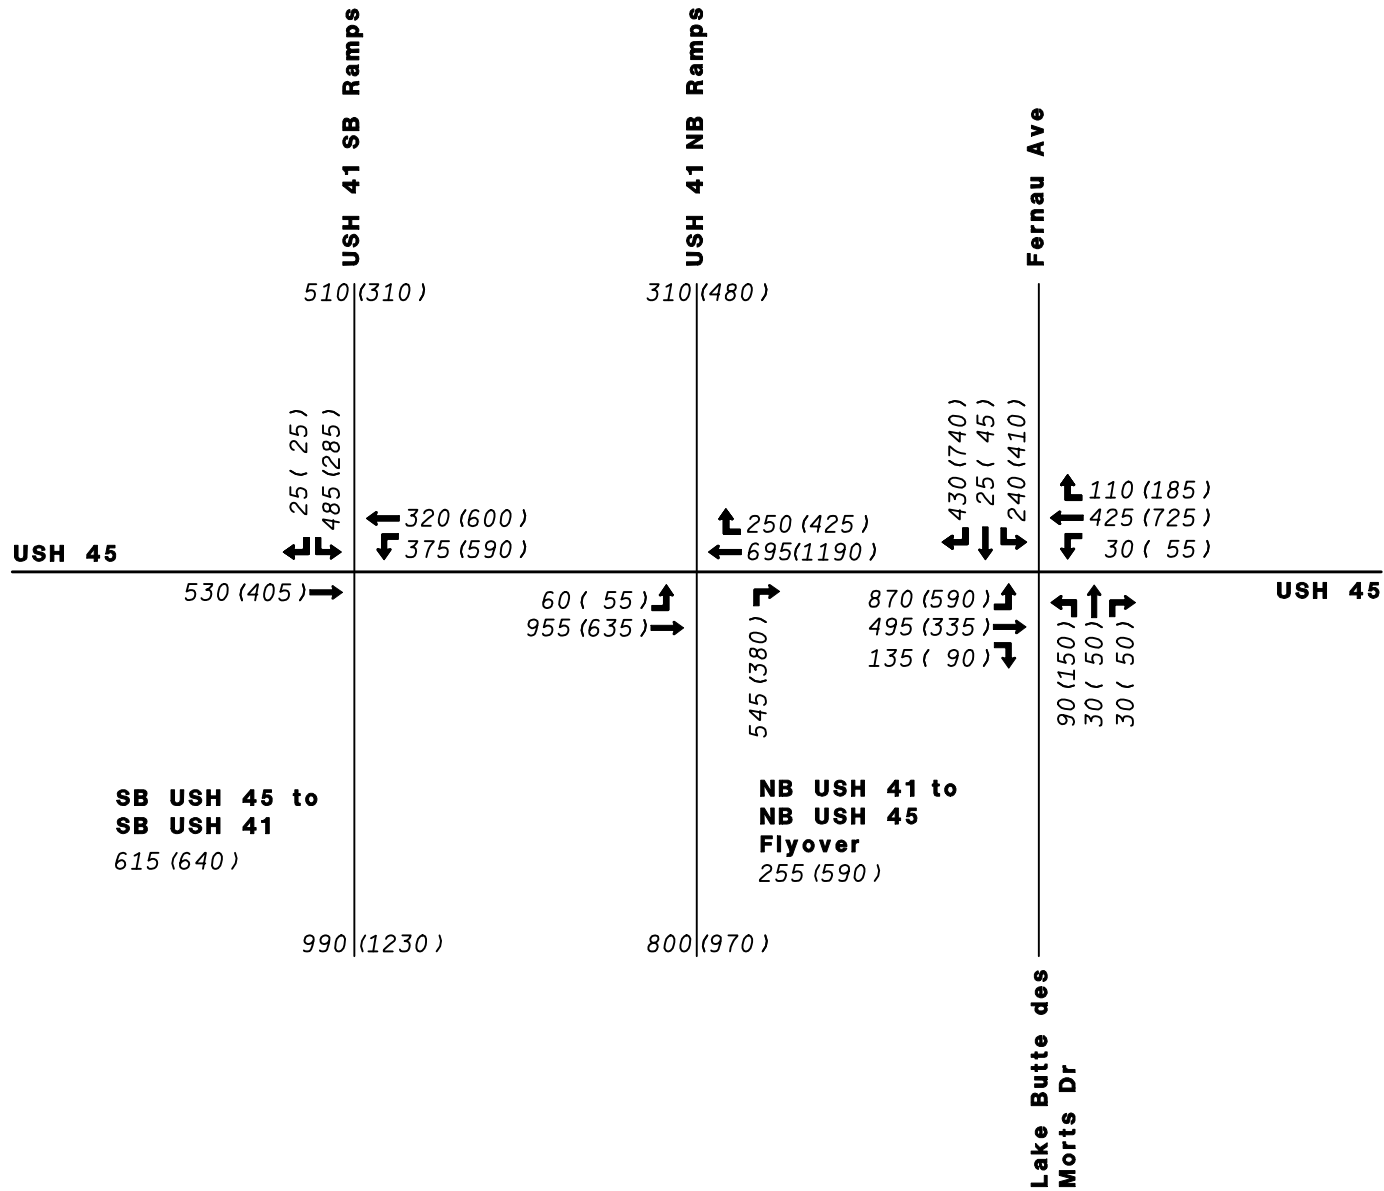 USH 41 SB Ramps
USH 41 NB Ramps
Fernau Ave
510 (310)
310 (480)
25 ( 25)
485 (285)
320 (600)
375 (590)
250 (425)
695(1190)
430 (740)
25 ( 45)
240 (410)
110 (185)
425 (725)
30 ( 55)
USH 45
530 (405)
60 ( 55)
955 (635)
545 (380)
870 (590)
495 (335)
135 ( 90)
90 (150)
30 ( 50)
30 ( 50)
USH 45
SB USH 45 to
SB USH 41
615 (640)
NB USH 41 to
NB USH 45
Flyover
255 (590)
990 (1230)
800 (970)
Lake Butte des
Morts Dr